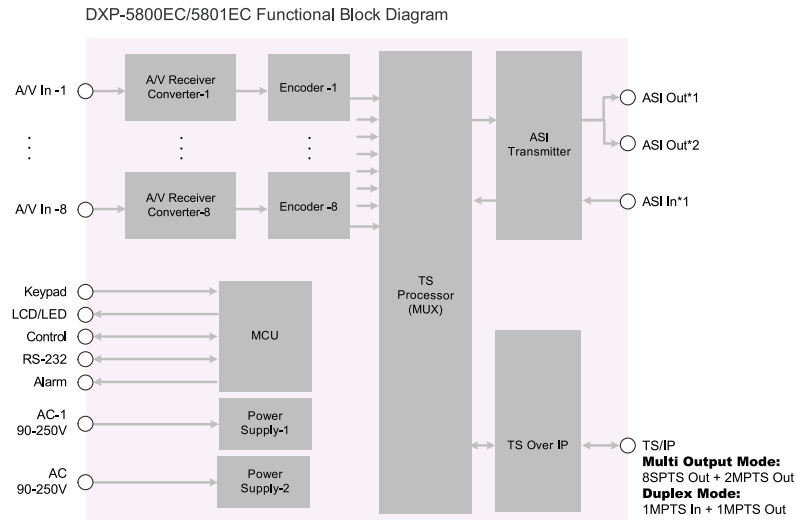 DXP-5800EC/5801EC Functional Block Diagram
A/V In -1
A/V Receiver
Converter-1
Encoder -1
A/V In -8
A/V Receiver
Converter-8
Encoder -8
TS
Processor
(MUX)
ASI
Transmitter
ASI Out*1
ASI Out*2
ASI In*1
Keypad
LCD/LED
Control
RS-232
Alarm
MCU
AC-1
90-250V
Power
Supply-1
AC
90-250V
Power
Supply-2
TS Over IP
TS/IP
Multi Output Mode:
8SPTS Out + 2MPTS Out
Duplex Mode:
1MPTS In + 1MPTS Out